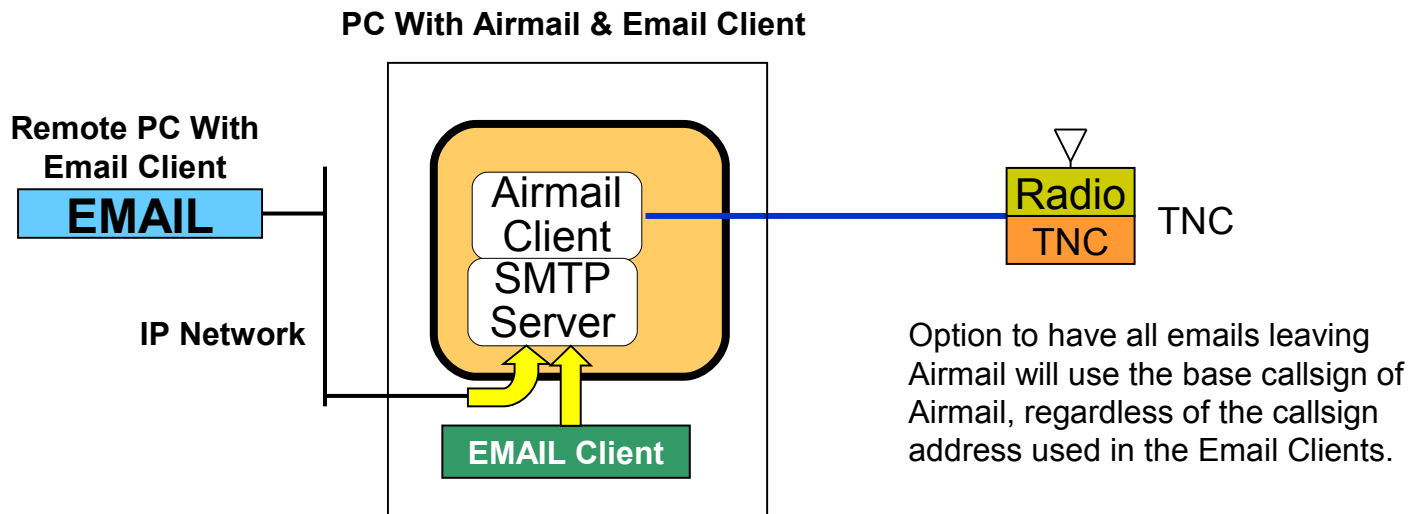 PC With Airmail & Email Client
Remote PC With
Email Client
EMAIL
IP Network
Airmail
Client
SMTP
Server
EMAIL Client
Radio
TNC
TNC
Option to have all emails leaving
Airmail will use the base callsign of
Airmail, regardless of the callsign
address used in the Email Clients.